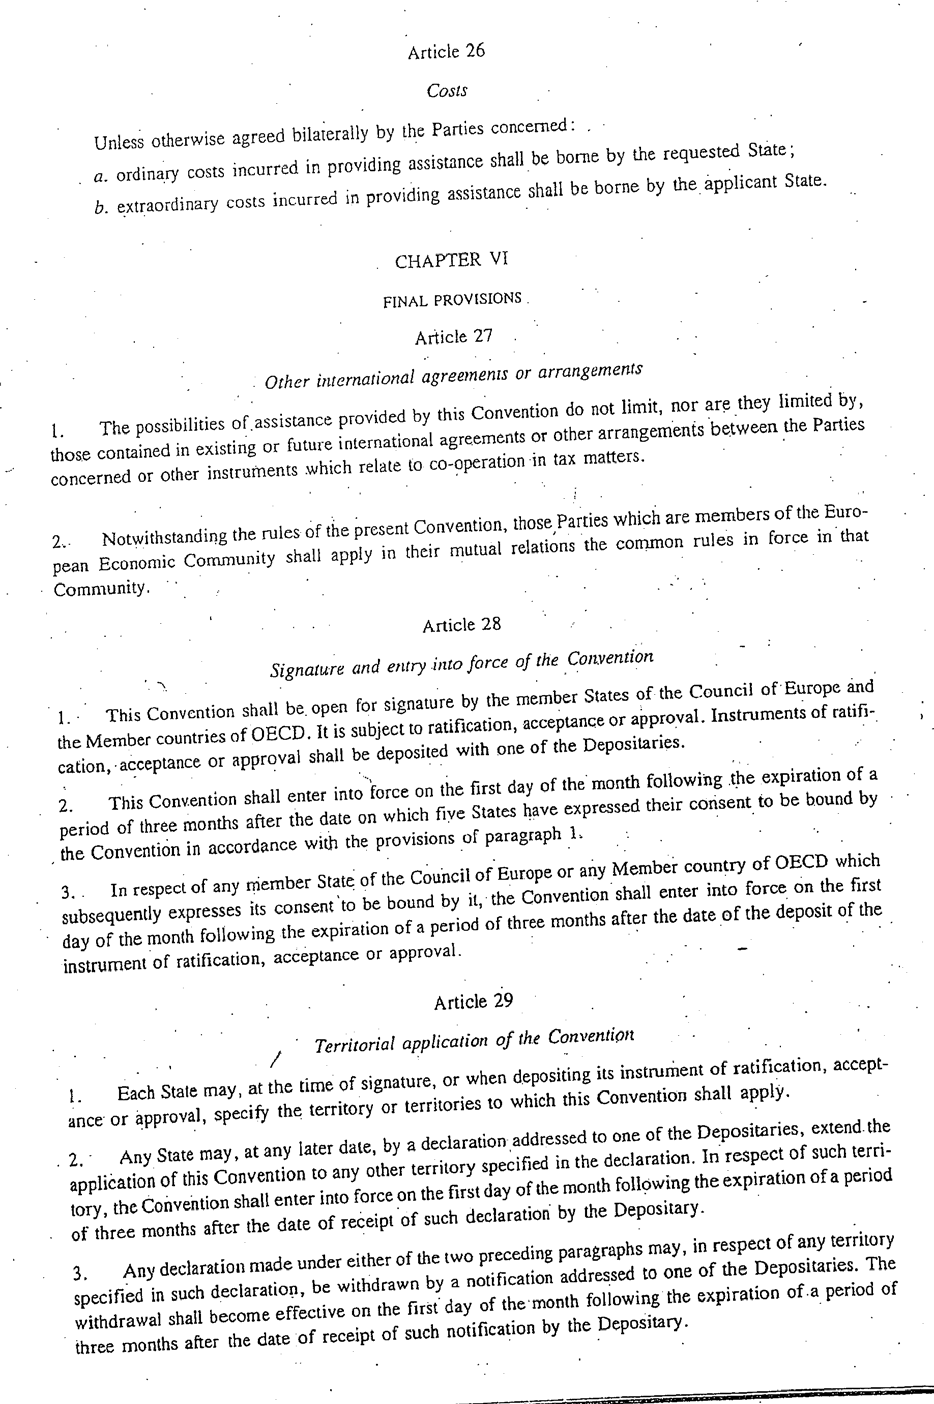 Article 26
Costs
Unless otherwise agreed bilaterally by the Parties concerned:
a. ordinary costs incurred in providing assistance shall be borne by the requested State;
b. extraordinary costs incurred in providing assistance shall be borne by the applicant State.
CHAPTER VI
FINAL PROVISIONS
Article 27
Other international agreements or arrangements
1. The possibilities of assistance provided by this Convention do not limit, nor are they limited by,
those contained in existing or future international agreements or other arrangements between the Parties
concerned or other instruments which relate to co-operation in tax matters.
2. Notwithstanding the rules of the present Convention, those Parties which are members of the Euro-
pean Economic Community shall apply in their mutual relations the common rules in force in that
Community.
Article 28
Signature and entry into force of the Convention
1. This Convention shall be open for signature by the member States of the Council of Europe and
the Member countries of OECD. It is subject to ratification, acceptance or approval. Instruments of ratifi-
cation, acceptance or approval shall be deposited with one of the Depositaries.
2. This Convention shall enter into force on the first day of the month following the expiration of a
period of three months after the date on which five States have expressed their consent to be bound by
the Convention in accordance with the provisions of paragraph 1.
3. In respect of any member State of the Council of Europe or any Member country of OECD which
subsequently expresses its consent to be bound by it, the Convention shall enter into force on the first
day of the month following the expiration of a period of three months after the date of the deposit of the
instrument of ratification, acceptance or approval.
Article 29
Territorial application of the Convention
1. Each State may, at the time of signature, or when depositing its instrument of ratification, accept-
ance or approval, specify the territory or territories to which this Convention shall apply.
2. Any State may, at any later date, by a declaration addressed to one of the Depositaries, extend the
application of this Convention to any other territory specified in the declaration. In respect of such terri-
tory, the Convention shall enter into force on the first day of the month following the expiration of a period
of three months after the date of receipt of such declaration by the Depositary.
3. Any declaration made under either of the two preceding paragraphs may, in respect of any territory
specified in such declaration, be withdrawn by a notification addressed to one of the Depositaries. The
withdrawal shall become effective on the first day of the month following the expiration of a period of
three months after the date of receipt of such notification by the Depositary.